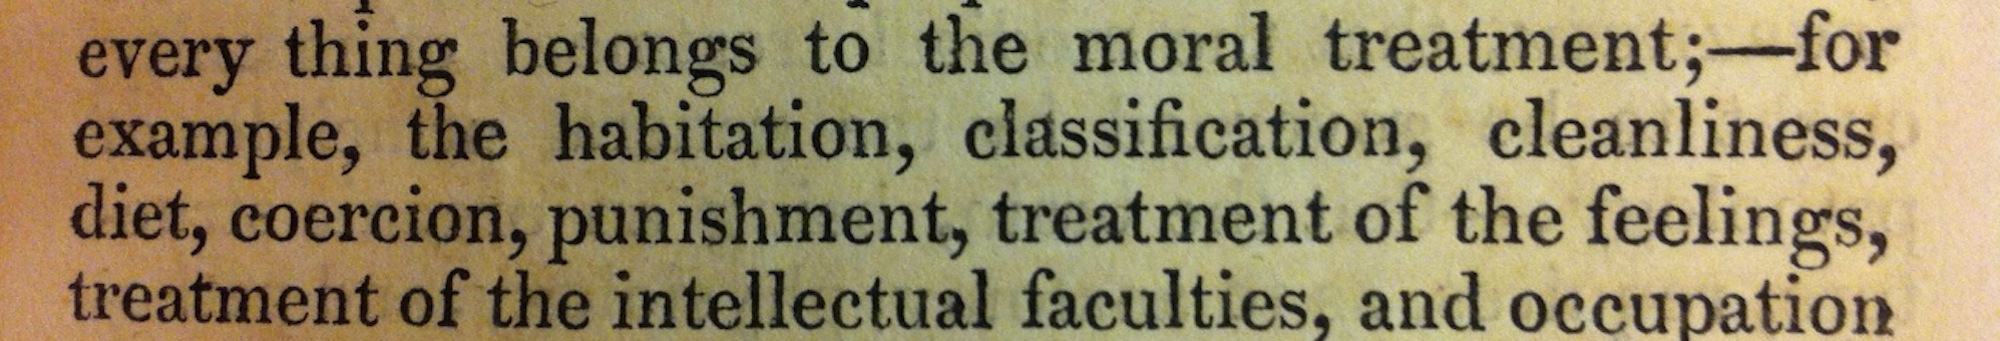 every thing belongs to the moral treatment;—for
example, the habitation, classification, cleanliness,
diet, coercion, punishment, treatment of the feelings,
treatment of the intellectual faculties, and occupation